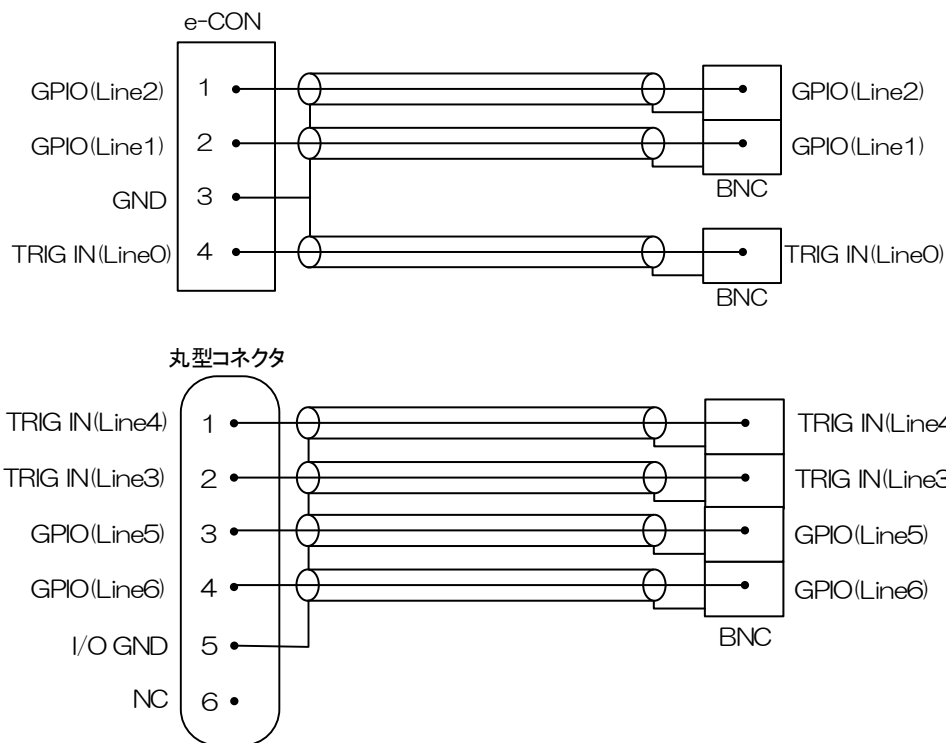 e-CON
GPIO(Line2) 1 GPIO(Line2)
GPIO(Line1) 2 GPIO(Line1)
BNC
GND 3
TRIG IN(Line0) 4 TRIG IN(Line0)
BNC
丸型コネクタ
TRIG IN(Line4) 1 TRIG IN(Line4
TRIG IN(Line3) 2 TRIG IN(Line3
GPIO(Line5) 3 GPIO(Line5)
GPIO(Line6) 4 GPIO(Line6)
BNC
I/O GND 5
NC 6